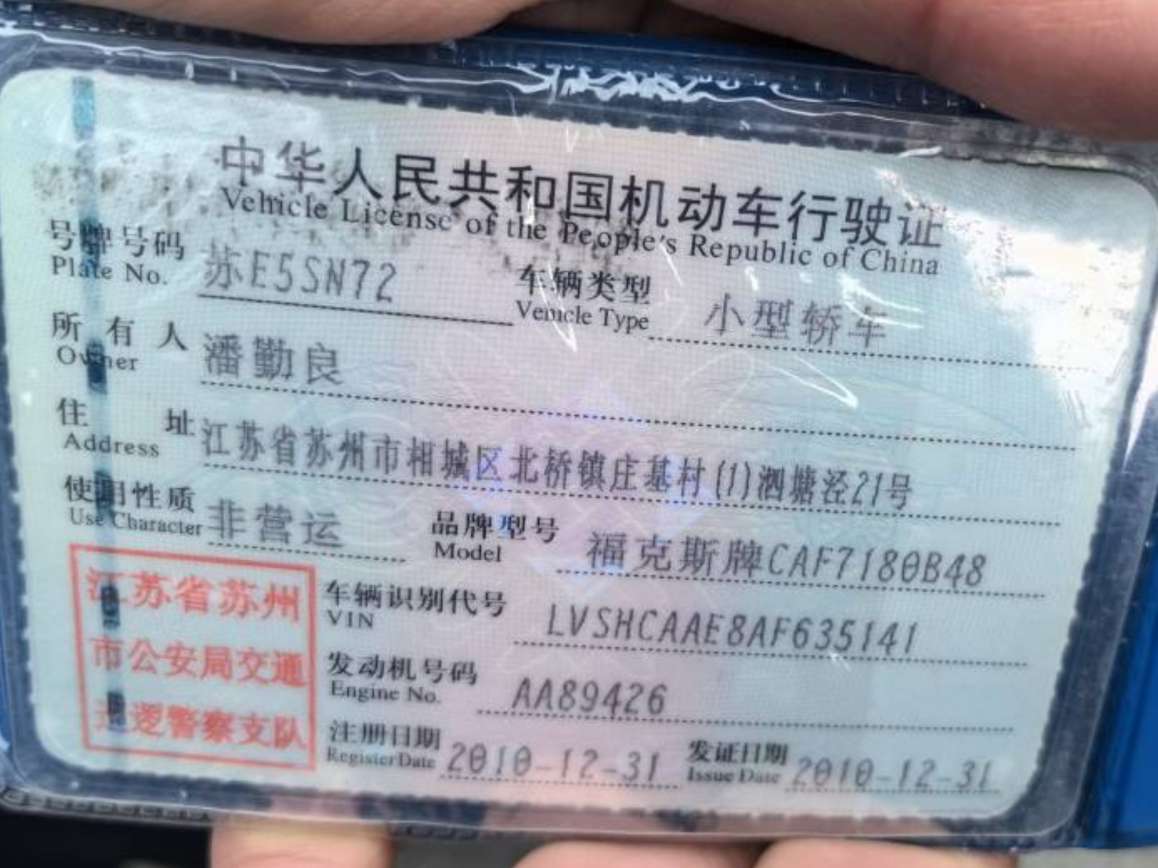 中华人民共和国机动车行驶证
Vehicle License of the People's Republic of China
号牌号码 苏E5SN72 车辆类型 小型轿车
Plate No. Vehicle Type
所有人 潘勤良
Owner
住址 江苏省苏州市相城区北桥镇庄基村(1)泗塘泾21号
Address
使用性质 非营运 品牌型号 福克斯牌CAF7180B48
Use Character Model
江苏省苏州
市公安局交通
巡逻警察支队
车辆识别代号 LVSHCAAE8AF635141
VIN
发动机号码 AA89426
Engine No.
注册日期 2010-12-31 发证日期 2010-12-31
Register Date Issue Date